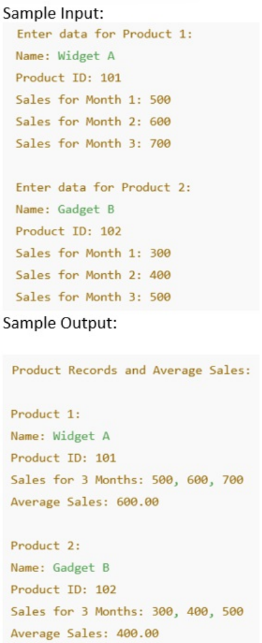 Sample Input:
Enter data for Product 1:
Name: Widget A
Product ID: 101
Sales for Month 1: 500
Sales for Month 2: 600
Sales for Month 3: 700
Enter data for Product 2:
Name: Gadget B
Product ID: 102
Sales for Month 1: 300
Sales for Month 2: 400
Sales for Month 3: 500
Sample Output:
Product Records and Average Sales:
Product 1:
Name: Widget A
Product ID: 101
Sales for 3 Months: 500, 600, 700
Average Sales: 600.00
Product 2:
Name: Gadget B
Product ID: 102
Sales for 3 Months: 300, 400, 500
Average Sales: 400.00